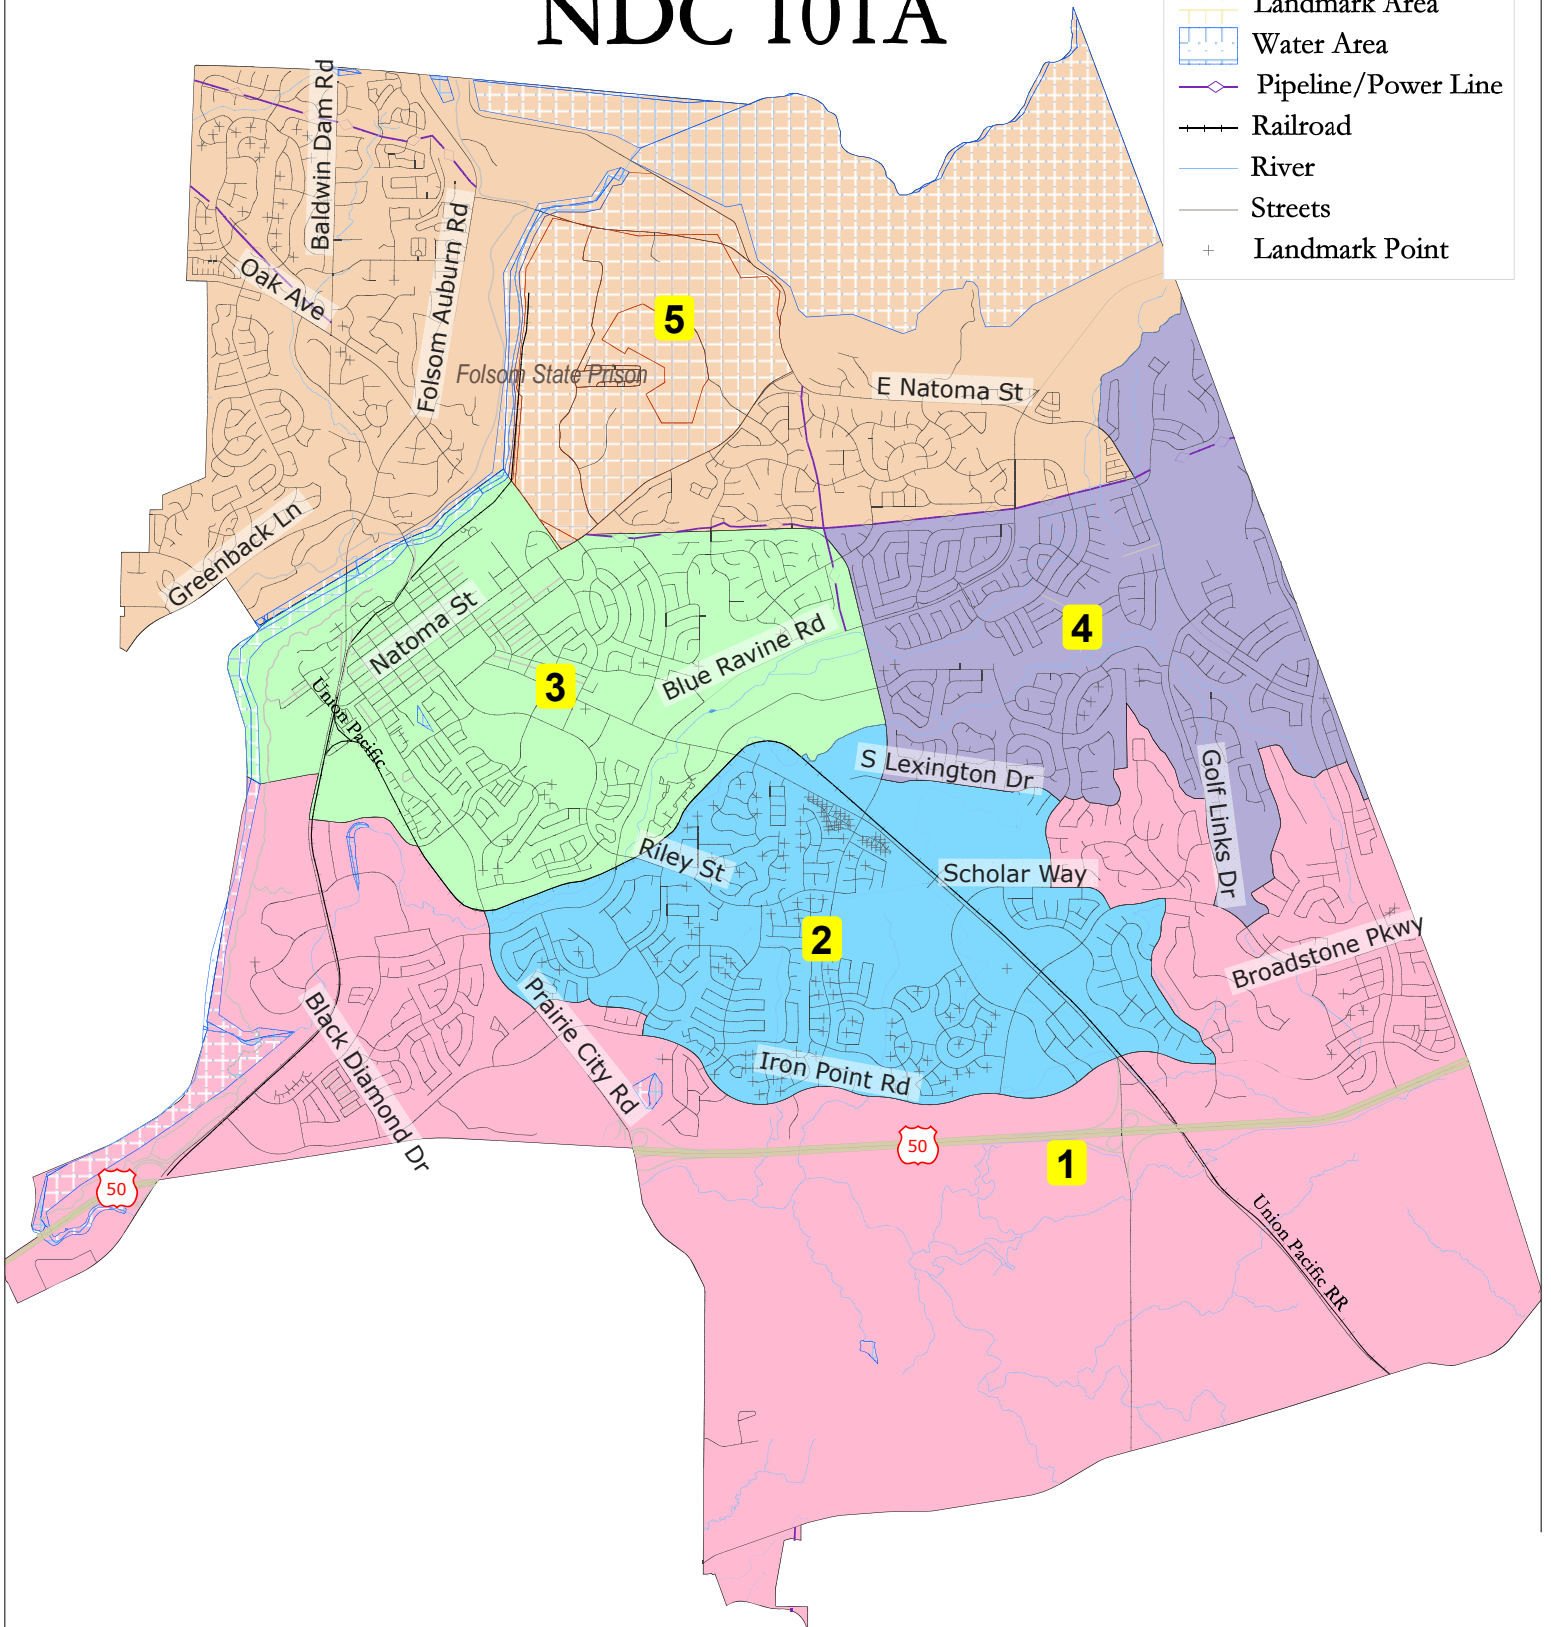 NDC 101A
Landmark Area
Water Area
Pipeline/Power Line
Railroad
River
Streets
Landmark Point
Baldwin Dam Rd
Oak Ave
Folsom Auburn Rd
5
Folsom State Prison
E Natoma St
Greenback Ln
Natoma St
3
Blue Ravine Rd
4
Union Pacific
S Lexington Dr
Golf Links Dr
Riley St
Scholar Way
2
Broadstone Pkwy
Prairie City Rd
Black Diamond Dr
Iron Point Rd
50
1
50
Union Pacific RR